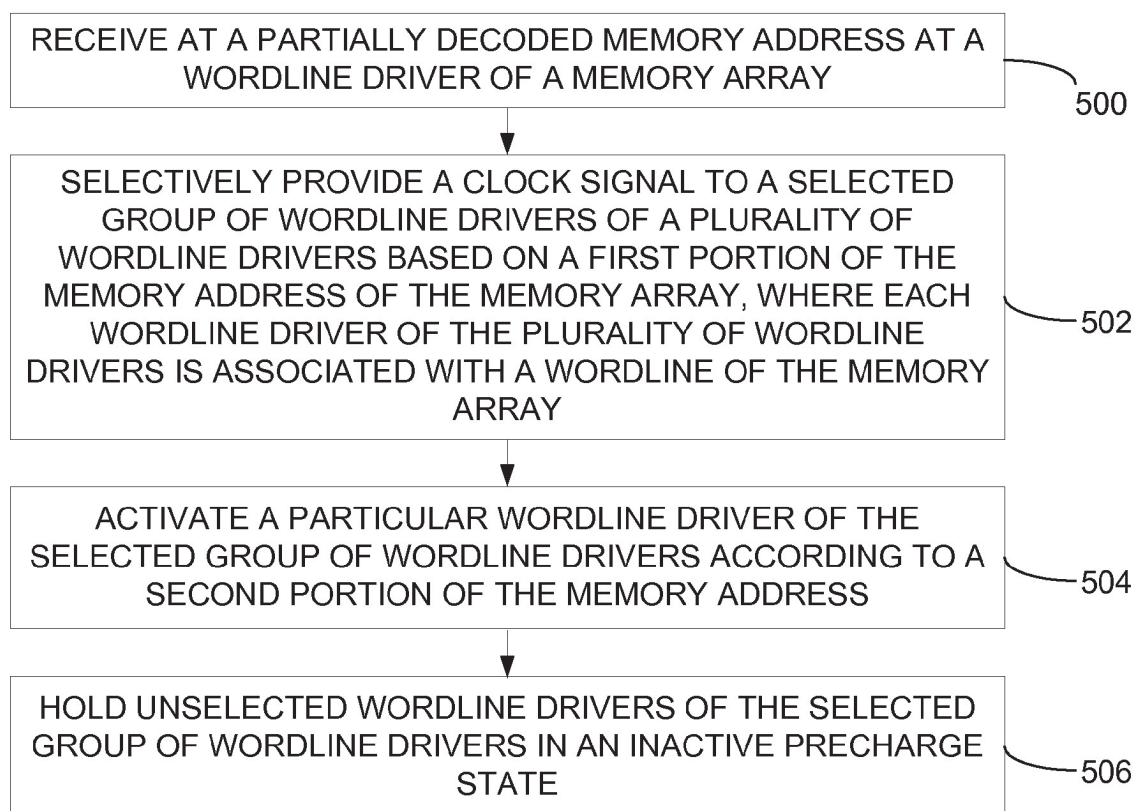 RECEIVE AT A PARTIALLY DECODED MEMORY ADDRESS AT A
WORDLINE DRIVER OF A MEMORY ARRAY
500
SELECTIVELY PROVIDE A CLOCK SIGNAL TO A SELECTED
GROUP OF WORDLINE DRIVERS OF A PLURALITY OF
WORDLINE DRIVERS BASED ON A FIRST PORTION OF THE
MEMORY ADDRESS OF THE MEMORY ARRAY, WHERE EACH
WORDLINE DRIVER OF THE PLURALITY OF WORDLINE
DRIVERS IS ASSOCIATED WITH A WORDLINE OF THE MEMORY
ARRAY
502
ACTIVATE A PARTICULAR WORDLINE DRIVER OF THE
SELECTED GROUP OF WORDLINE DRIVERS ACCORDING TO A
SECOND PORTION OF THE MEMORY ADDRESS
504
HOLD UNSELECTED WORDLINE DRIVERS OF THE SELECTED
GROUP OF WORDLINE DRIVERS IN AN INACTIVE PRECHARGE
STATE
506